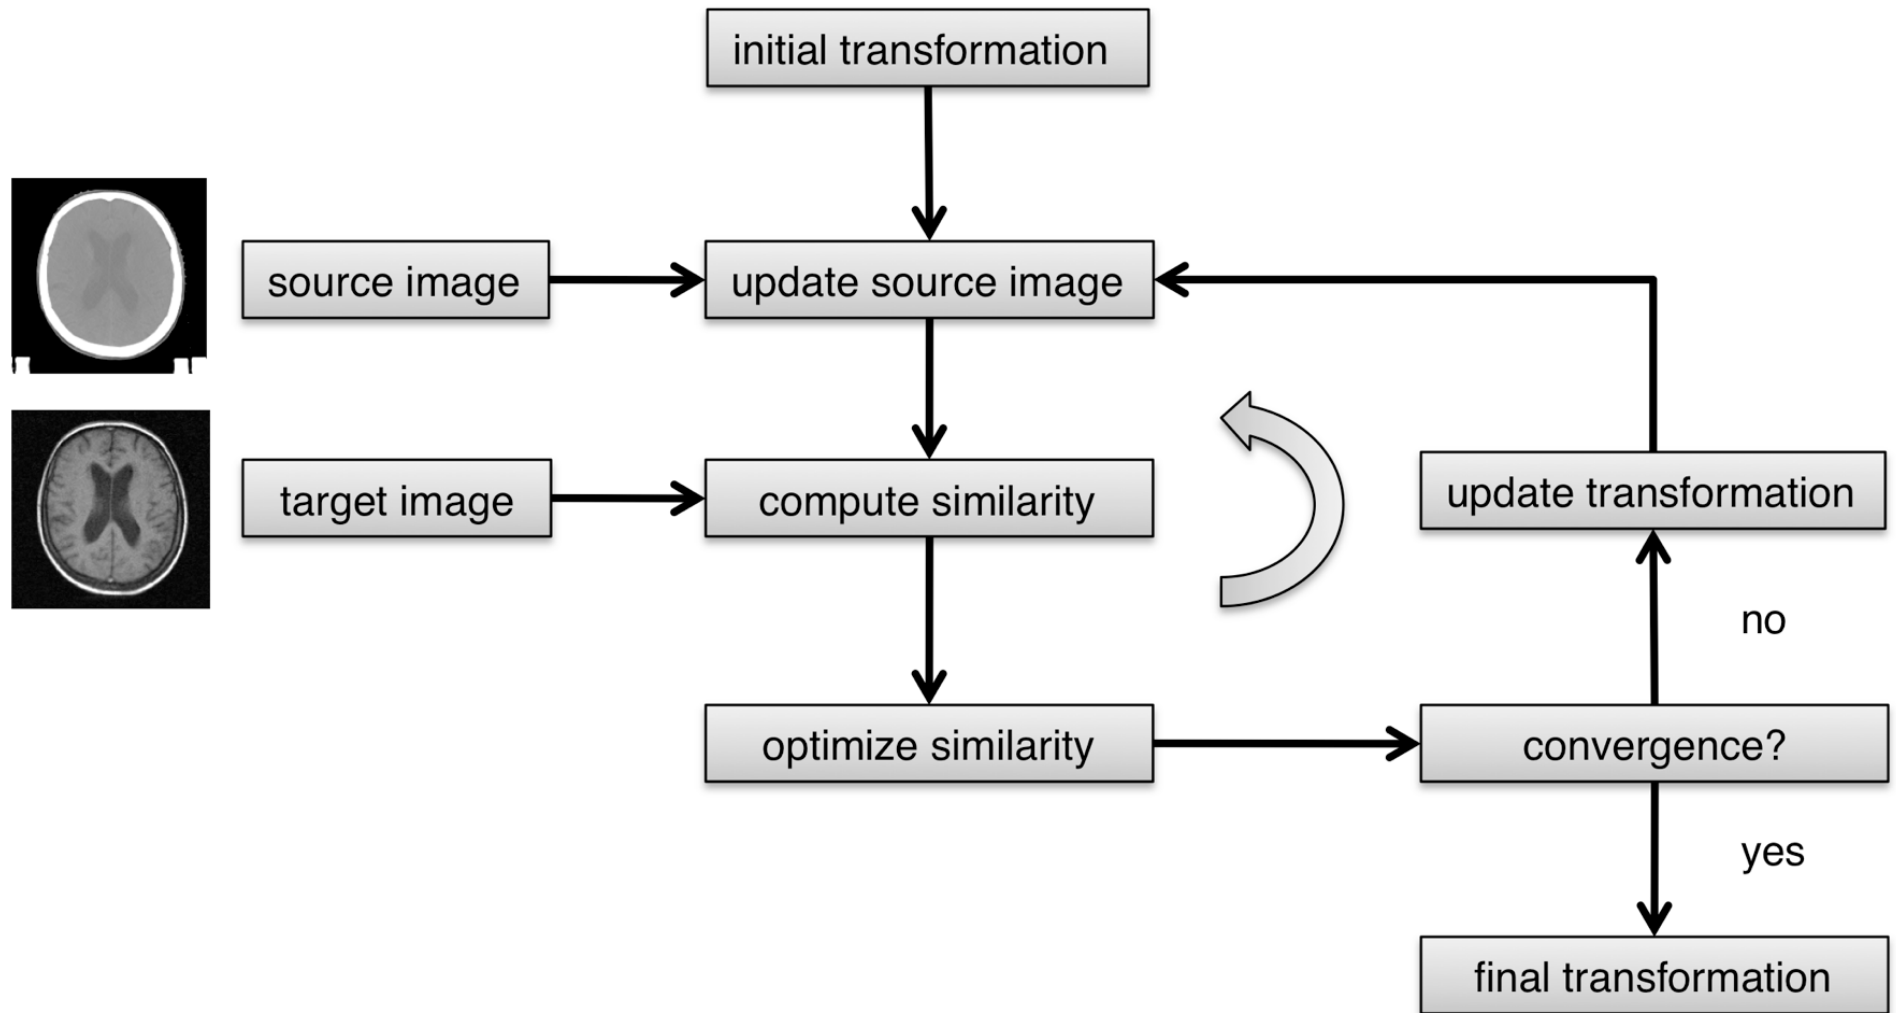 initial transformation
source image
update source image
target image
compute similarity
update transformation
no
optimize similarity
convergence?
yes
final transformation